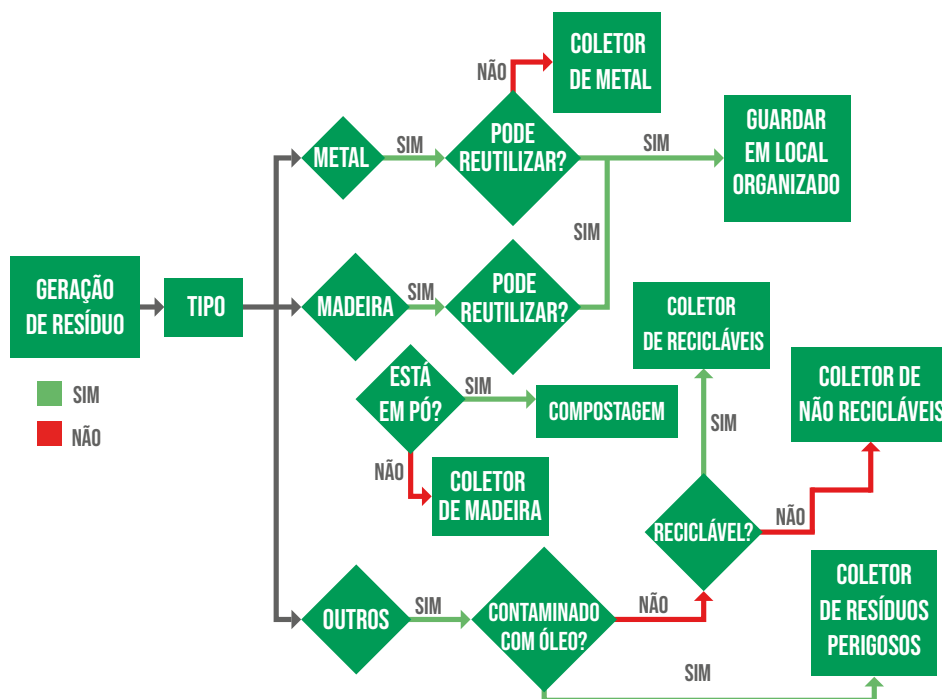 COLETOR
DE METAL
NÃO
METAL
SIM
PODE
REUTILIZAR?
SIM
GUARDAR
EM LOCAL
ORGANIZADO
SIM
GERAÇÃO
DE RESÍDUO
TIPO
MADEIRA
SIM
PODE
REUTILIZAR?
COLETOR
DE RECICLÁVEIS
SIM
NÃO
ESTÁ
EM PÓ?
SIM
COMPOSTAGEM
SIM
COLETOR DE
NÃO RECICLÁVEIS
NÃO
COLETOR
DE MADEIRA
RECICLÁVEL?
NÃO
OUTROS
SIM
CONTAMINADO
COM ÓLEO?
NÃO
COLETOR
DE RESÍDUOS
PERIGOSOS
SIM